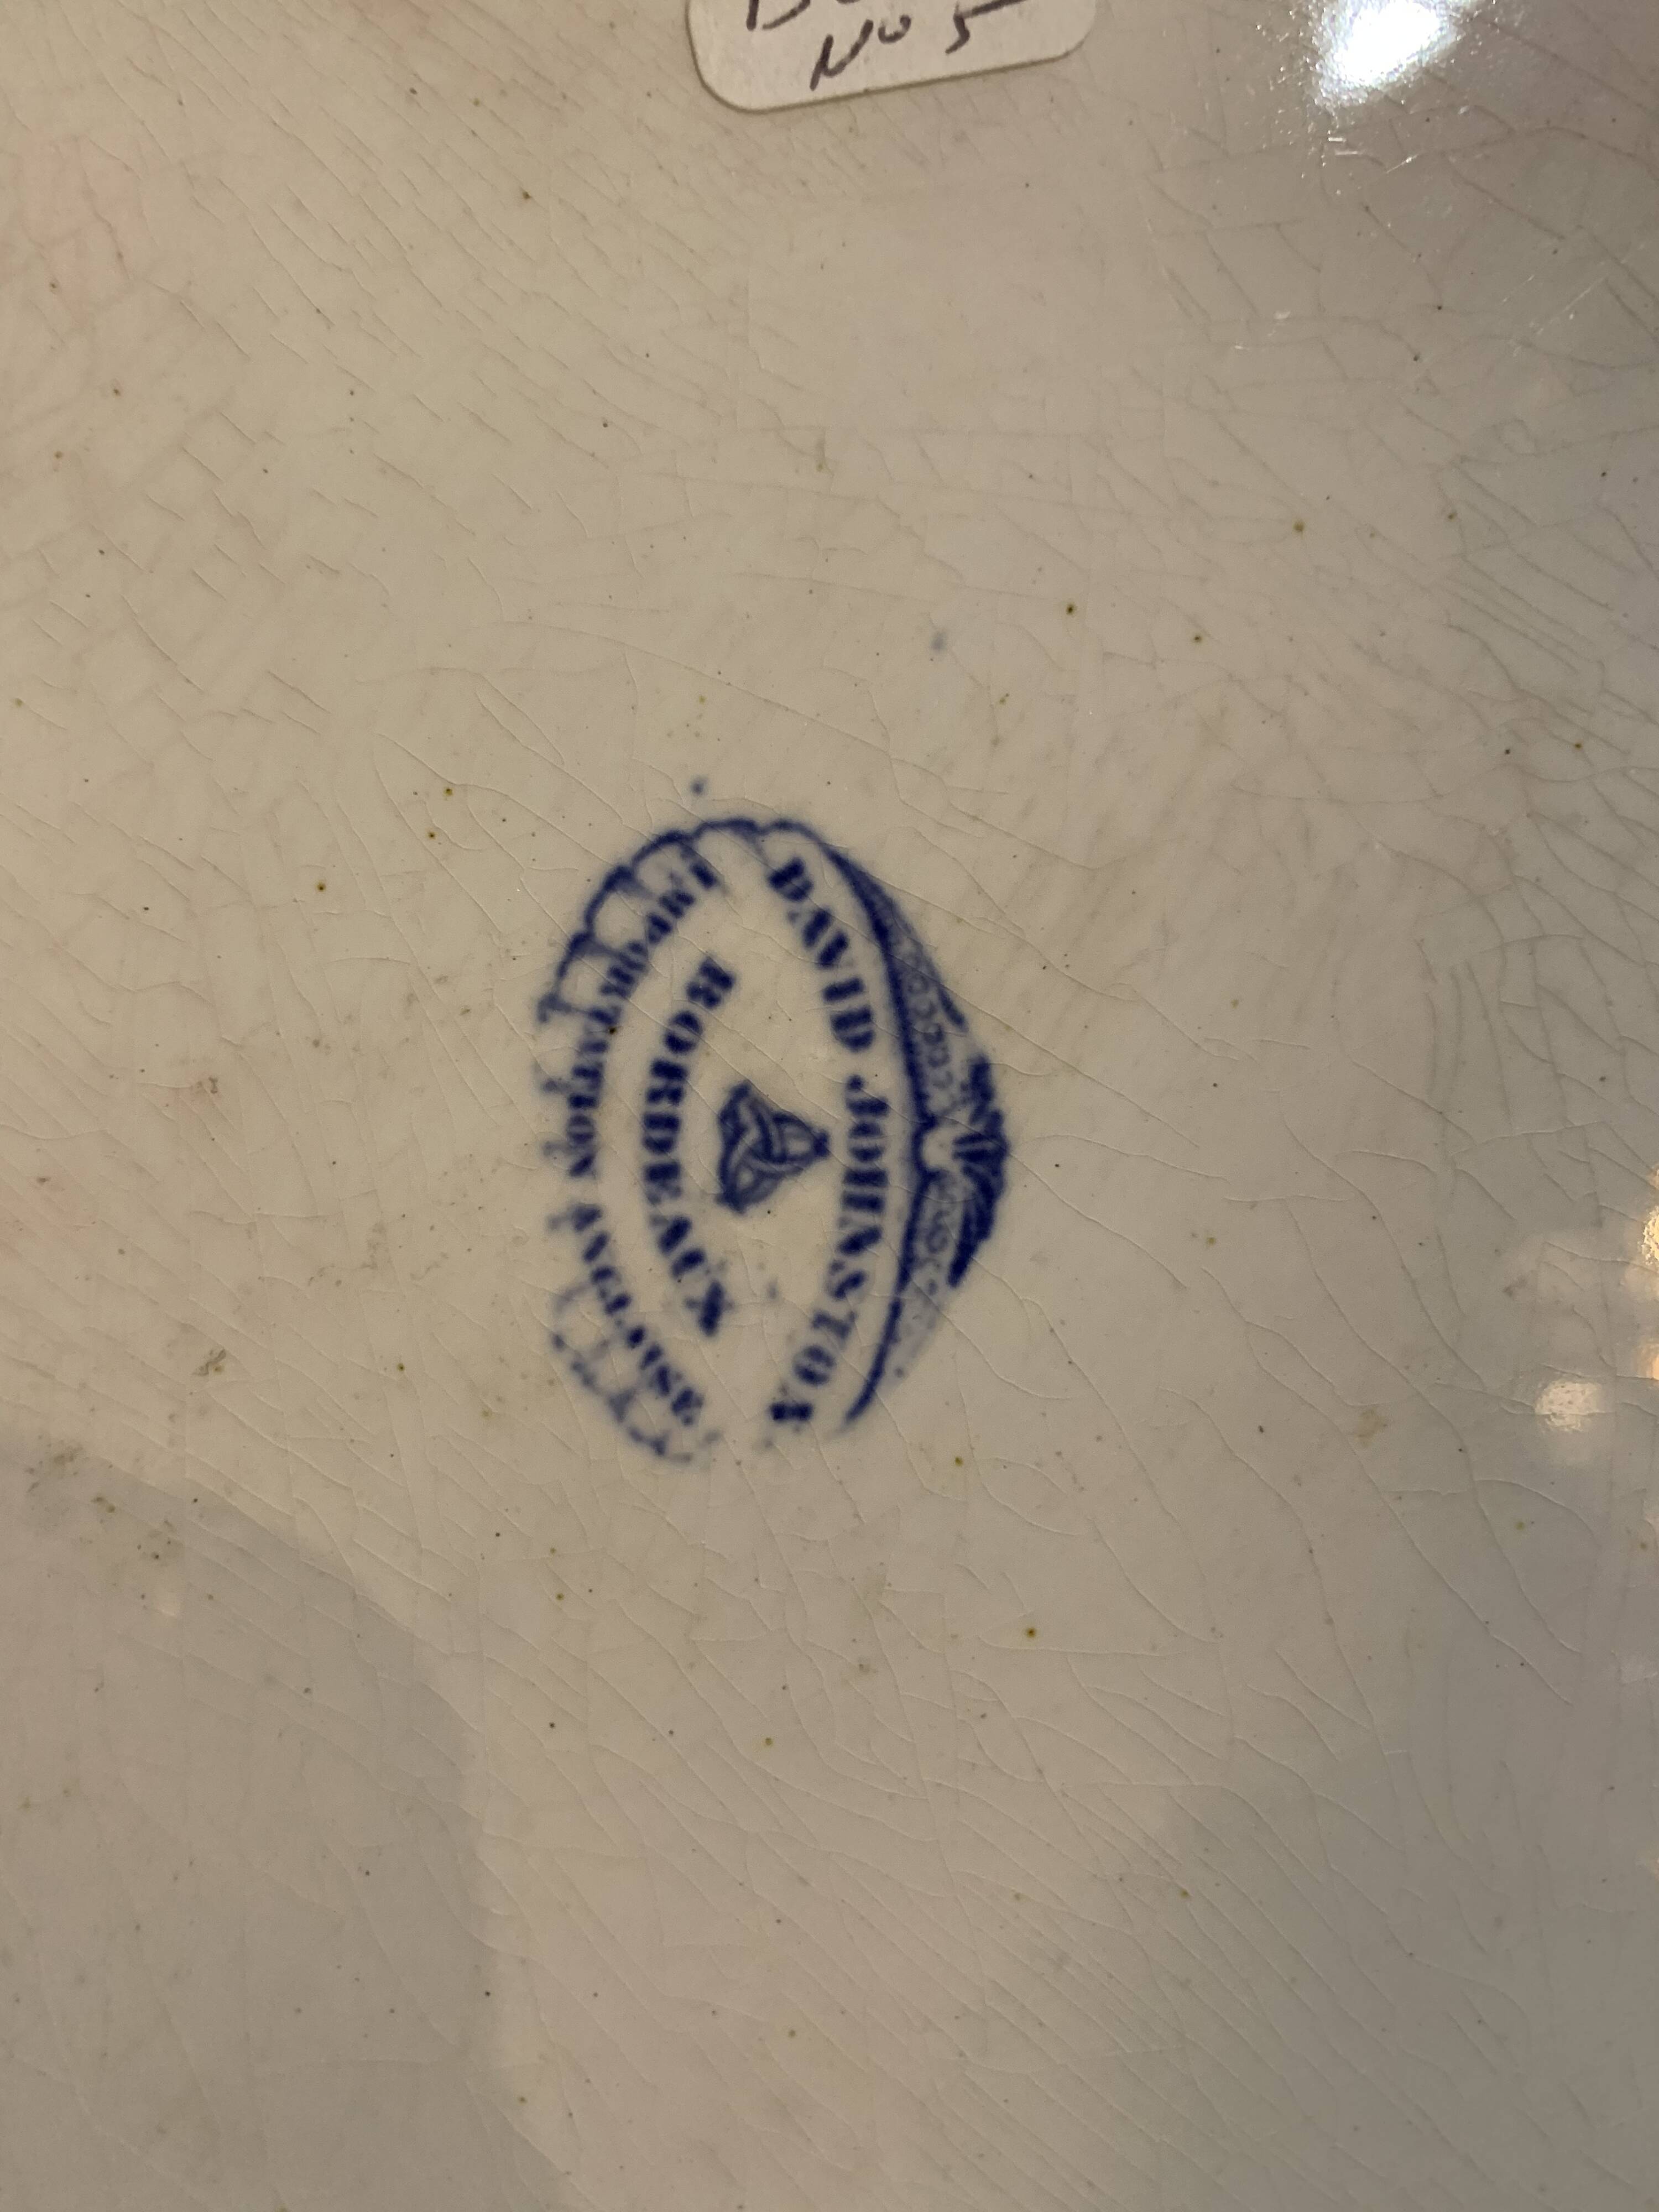 No 5
DAVID JOHNSTON
BORDEAUX
IMPORTATION ANGLAISE